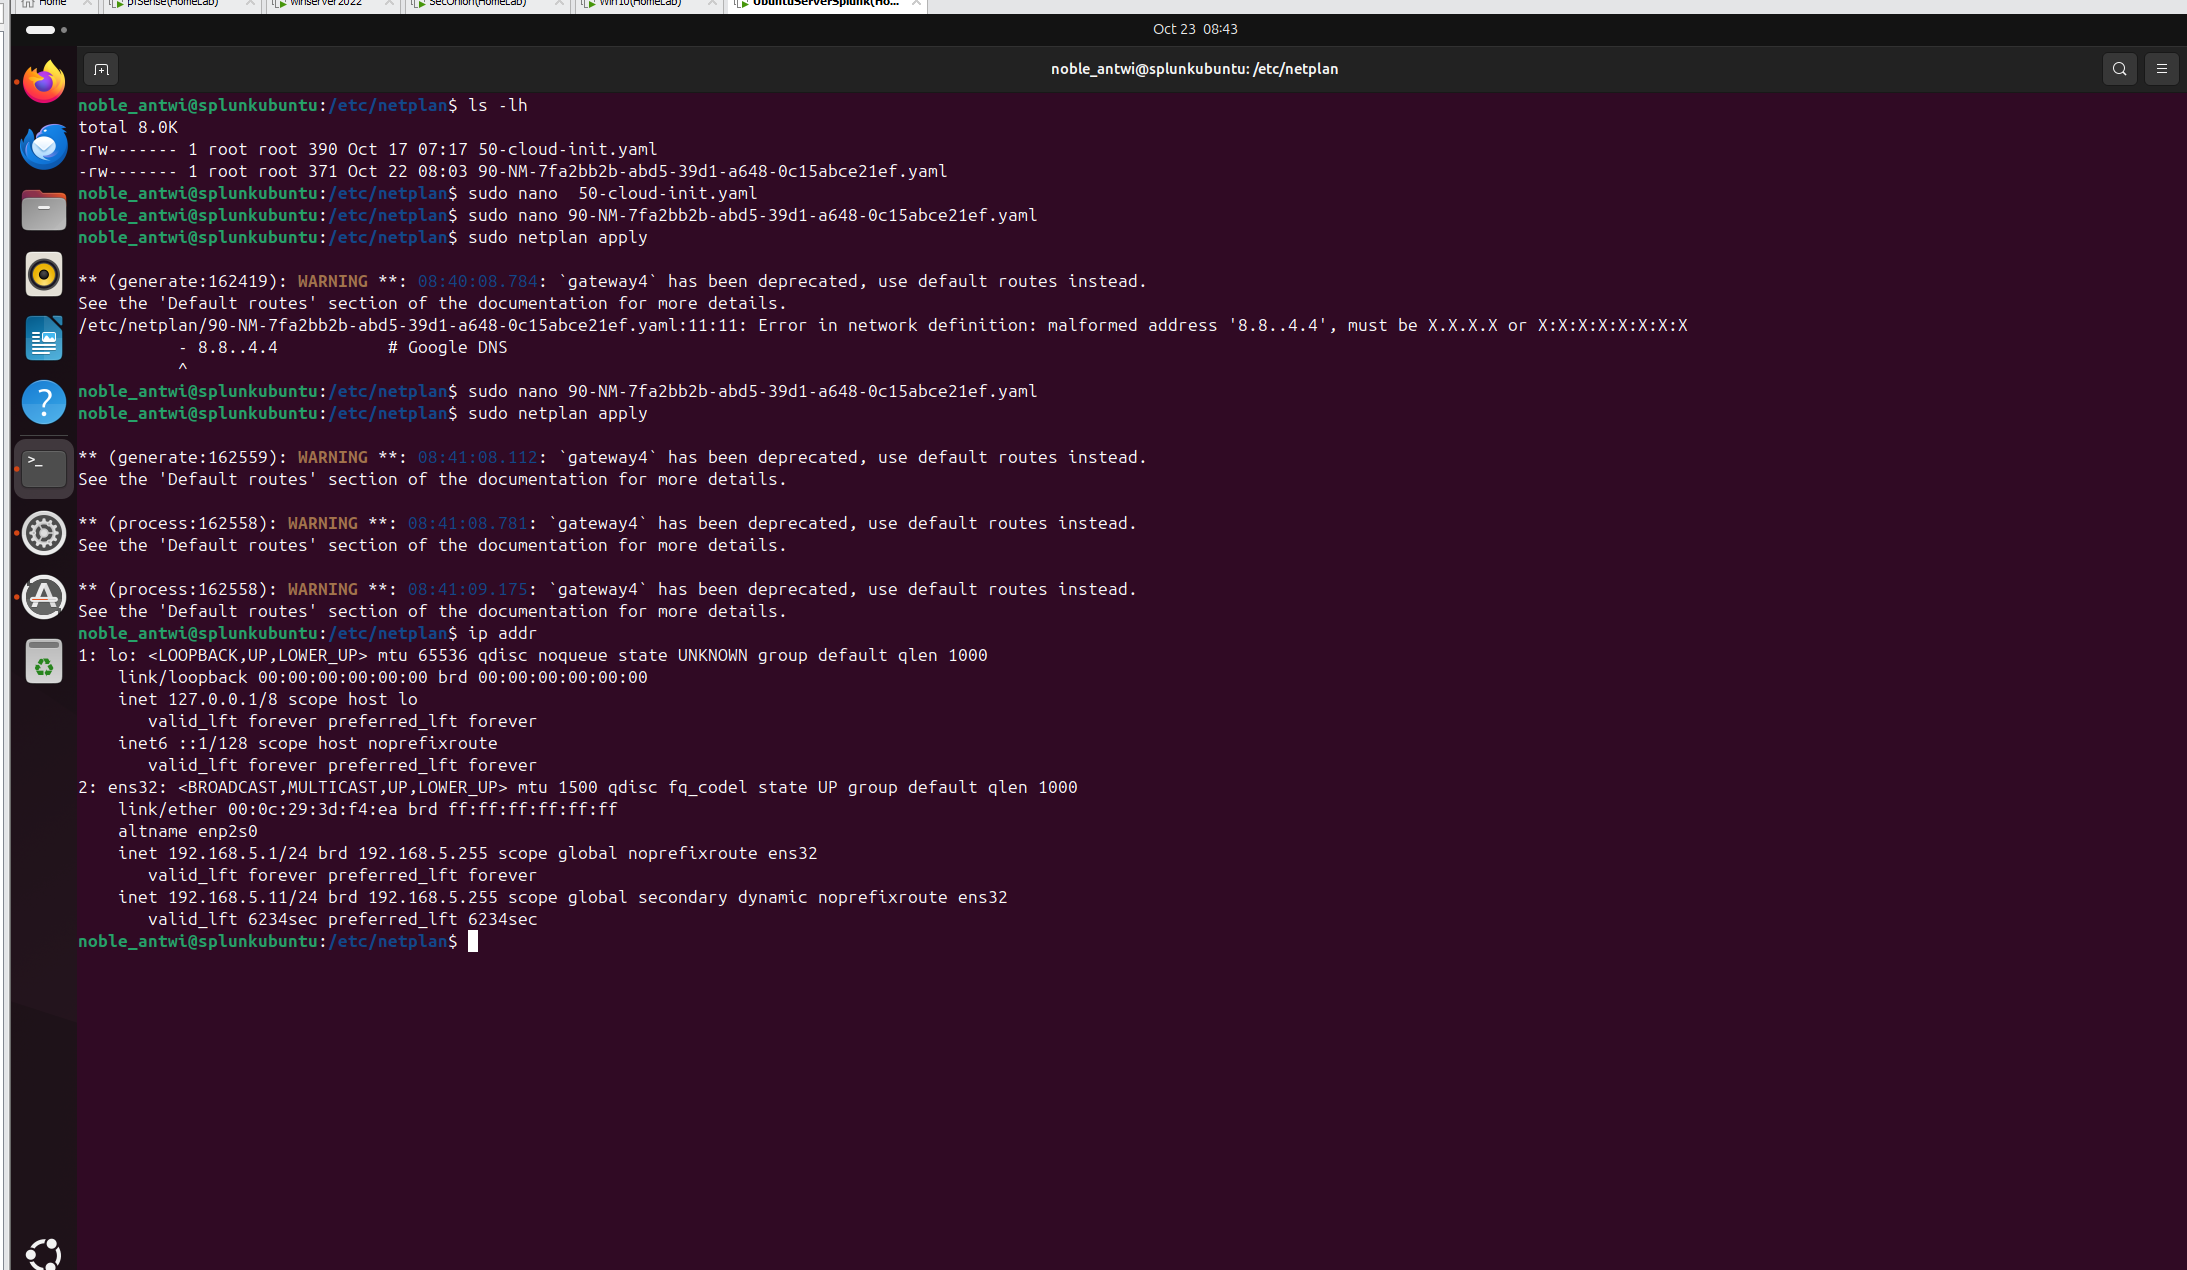 Home
pfSense(HomeLab)
winserver2022
SecOnion(HomeLab)
Win10(HomeLab)
UbuntuServerSplunk(Ho...
Oct 23  08:43
noble_antwi@splunkubuntu: /etc/netplan
noble_antwi@splunkubuntu:/etc/netplan$ ls -lh
total 8.0K
-rw------- 1 root root 390 Oct 17 07:17 50-cloud-init.yaml
-rw------- 1 root root 371 Oct 22 08:03 90-NM-7fa2bb2b-abd5-39d1-a648-0c15abce21ef.yaml
noble_antwi@splunkubuntu:/etc/netplan$ sudo nano  50-cloud-init.yaml
noble_antwi@splunkubuntu:/etc/netplan$ sudo nano 90-NM-7fa2bb2b-abd5-39d1-a648-0c15abce21ef.yaml
noble_antwi@splunkubuntu:/etc/netplan$ sudo netplan apply
** (generate:162419): WARNING **: 08:40:08.784: `gateway4` has been deprecated, use default routes instead.
See the 'Default routes' section of the documentation for more details.
/etc/netplan/90-NM-7fa2bb2b-abd5-39d1-a648-0c15abce21ef.yaml:11:11: Error in network definition: malformed address '8.8..4.4', must be X.X.X.X or X:X:X:X:X:X:X:X
          - 8.8..4.4           # Google DNS
          ^
noble_antwi@splunkubuntu:/etc/netplan$ sudo nano 90-NM-7fa2bb2b-abd5-39d1-a648-0c15abce21ef.yaml
noble_antwi@splunkubuntu:/etc/netplan$ sudo netplan apply
** (generate:162559): WARNING **: 08:41:08.112: `gateway4` has been deprecated, use default routes instead.
See the 'Default routes' section of the documentation for more details.
** (process:162558): WARNING **: 08:41:08.781: `gateway4` has been deprecated, use default routes instead.
See the 'Default routes' section of the documentation for more details.
** (process:162558): WARNING **: 08:41:09.175: `gateway4` has been deprecated, use default routes instead.
See the 'Default routes' section of the documentation for more details.
noble_antwi@splunkubuntu:/etc/netplan$ ip addr
1: lo: <LOOPBACK,UP,LOWER_UP> mtu 65536 qdisc noqueue state UNKNOWN group default qlen 1000
    link/loopback 00:00:00:00:00:00 brd 00:00:00:00:00:00
    inet 127.0.0.1/8 scope host lo
       valid_lft forever preferred_lft forever
    inet6 ::1/128 scope host noprefixroute
       valid_lft forever preferred_lft forever
2: ens32: <BROADCAST,MULTICAST,UP,LOWER_UP> mtu 1500 qdisc fq_codel state UP group default qlen 1000
    link/ether 00:0c:29:3d:f4:ea brd ff:ff:ff:ff:ff:ff
    altname enp2s0
    inet 192.168.5.1/24 brd 192.168.5.255 scope global noprefixroute ens32
       valid_lft forever preferred_lft forever
    inet 192.168.5.11/24 brd 192.168.5.255 scope global secondary dynamic noprefixroute ens32
       valid_lft 6234sec preferred_lft 6234sec
noble_antwi@splunkubuntu:/etc/netplan$